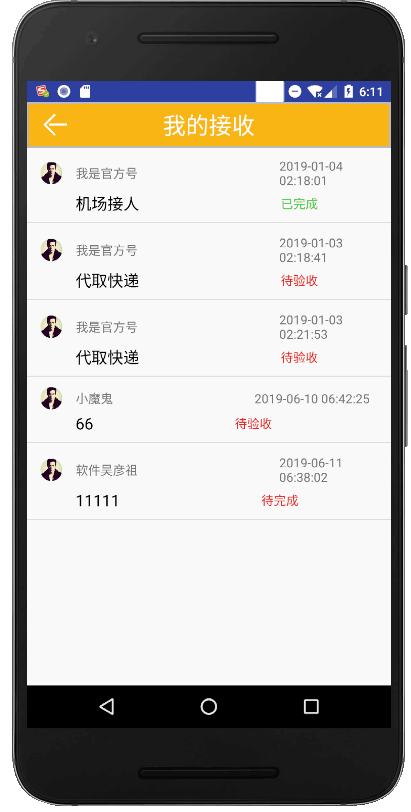 6:11
我的接收
我是官方号
2019-01-04
02:18:01
机场接人
已完成
我是官方号
2019-01-03
02:18:41
代取快递
待验收
我是官方号
2019-01-03
02:21:53
代取快递
待验收
小魔鬼
2019-06-10 06:42:25
66
待验收
软件吴彦祖
2019-06-11
06:38:02
11111
待完成